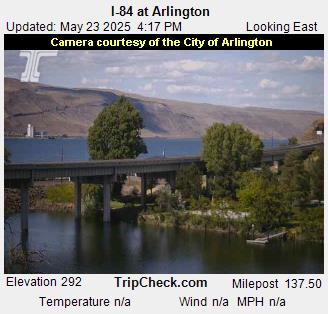 I-84 at Arlington
Updated: May 23 2025 4:17 PM Looking East
Camera courtesy of the City of Arlington
Elevation 292 TripCheck.com Milepost 137.50
Temperature n/a Wind n/a MPH n/a